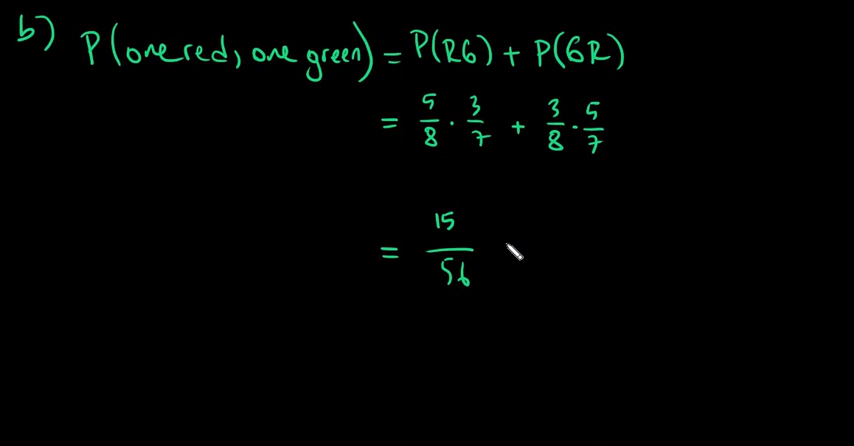 b) P(one red, one green) = P(RG) + P(GR)
= 5/8 · 3/7 + 3/8 · 5/7
= 15/56